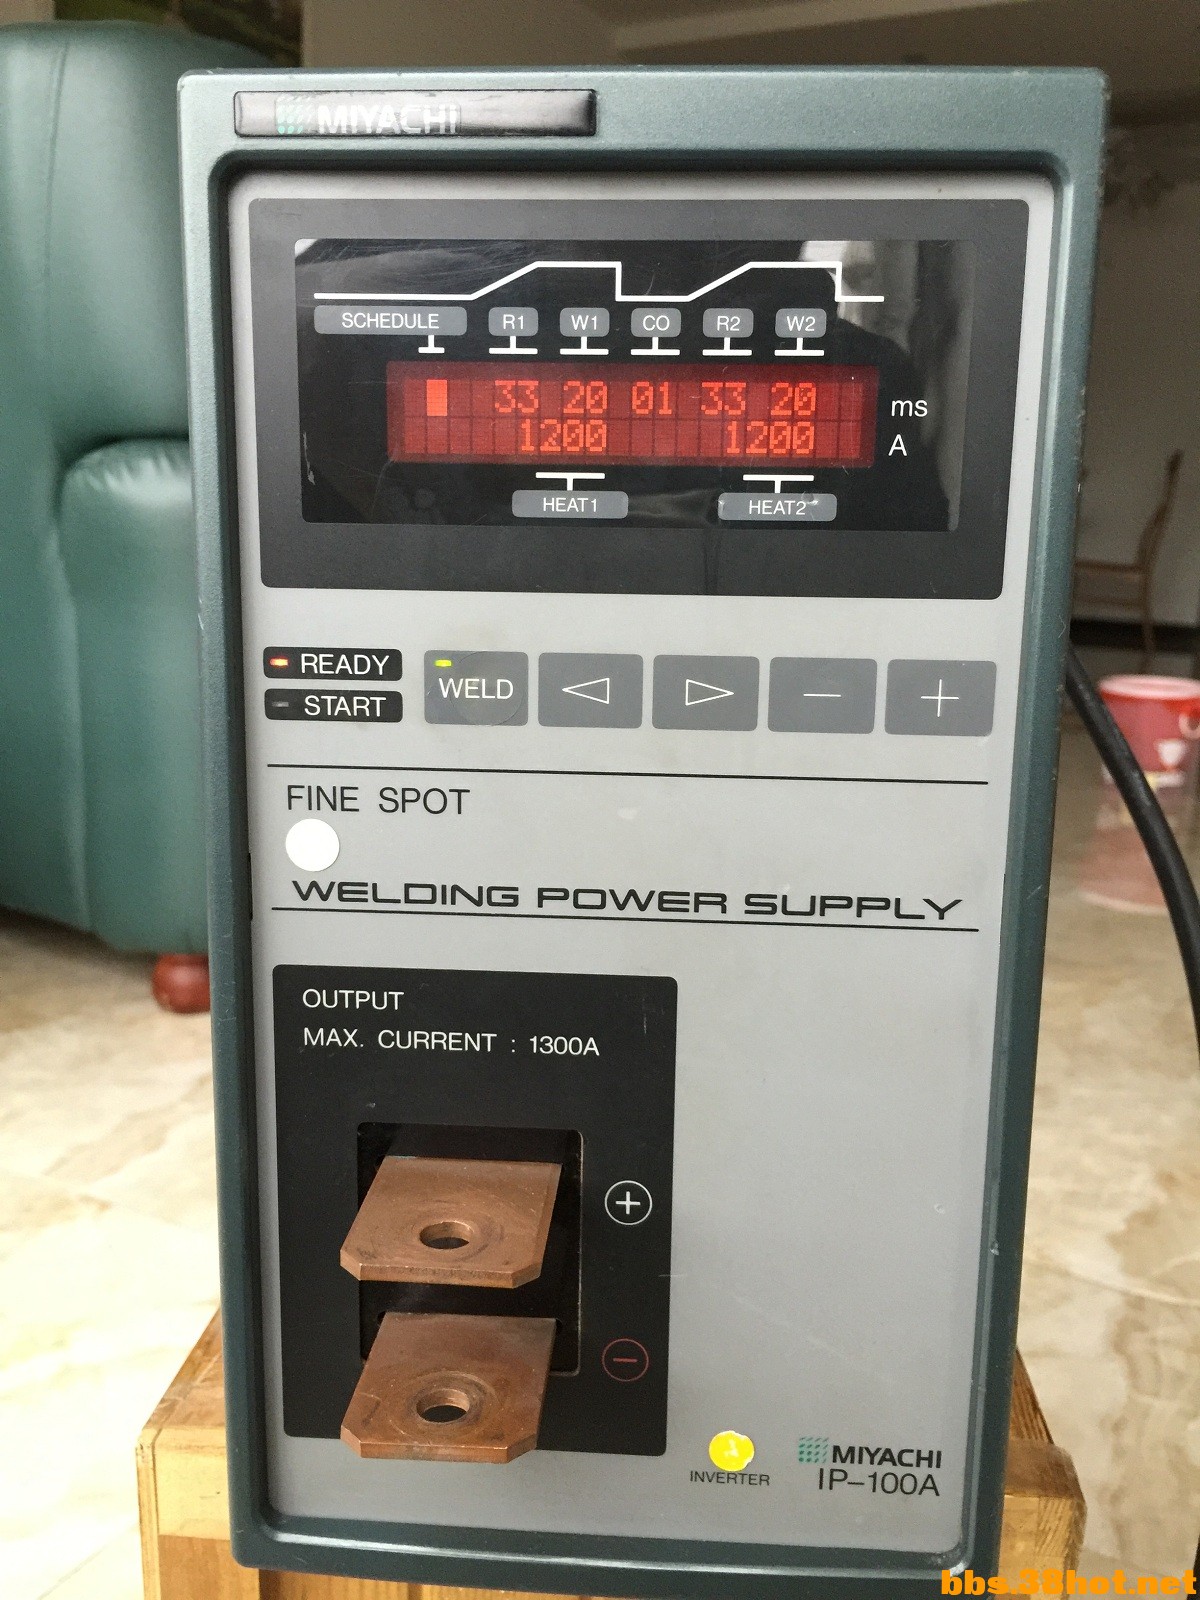 MIYACHI
SCHEDULE R1 W1 CO R2 W2
33 20 01 33 20 ms
1200 1200 A
HEAT1 HEAT2
READY
START
WELD
FINE SPOT
WELDING POWER SUPPLY
OUTPUT
MAX. CURRENT : 1300A
+
−
INVERTER
MIYACHI
IP-100A
bbs.38hot.net